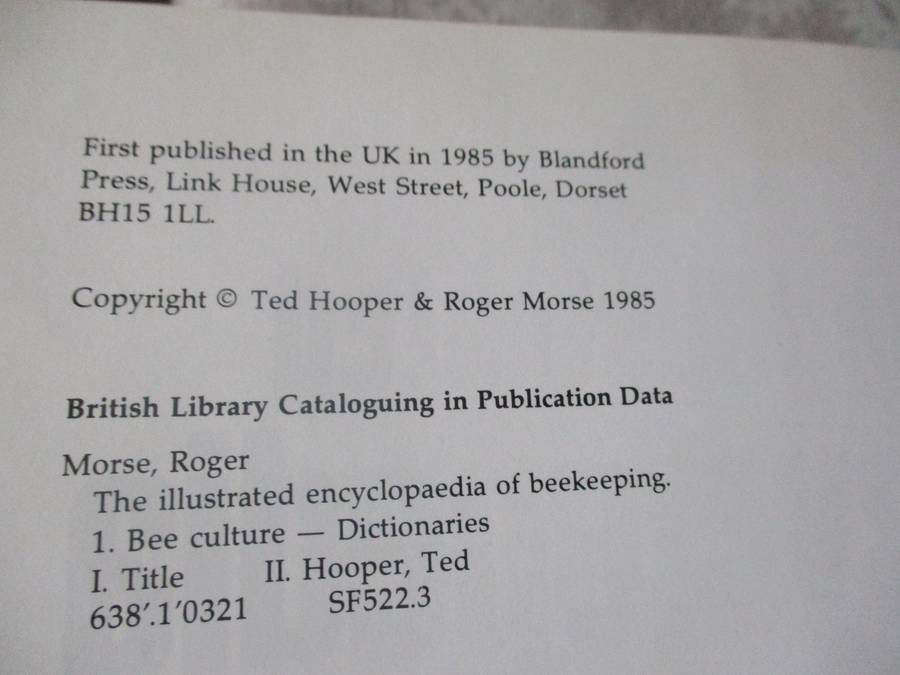 First published in the UK in 1985 by Blandford
Press, Link House, West Street, Poole, Dorset
BH15 1LL.
Copyright © Ted Hooper & Roger Morse 1985
British Library Cataloguing in Publication Data
Morse, Roger
The illustrated encyclopaedia of beekeeping.
1. Bee culture — Dictionaries
I. Title II. Hooper, Ted
638′.1′0321 SF522.3